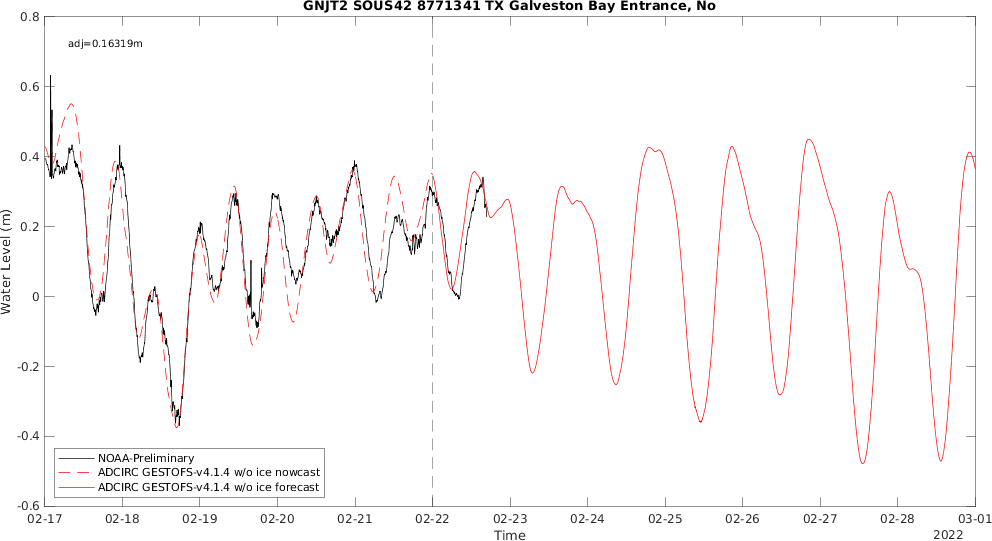 GNJT2 SOUS42 8771341 TX Galveston Bay Entrance, No
adj=0.16319m
Water Level (m)
0.8
0.6
0.4
0.2
0
-0.2
-0.4
-0.6
NOAA-Preliminary
ADCIRC GESTOFS-v4.1.4 w/o ice nowcast
ADCIRC GESTOFS-v4.1.4 w/o ice forecast
02-17 02-18 02-19 02-20 02-21 02-22 02-23 02-24 02-25 02-26 02-27 02-28 03-01
Time
2022